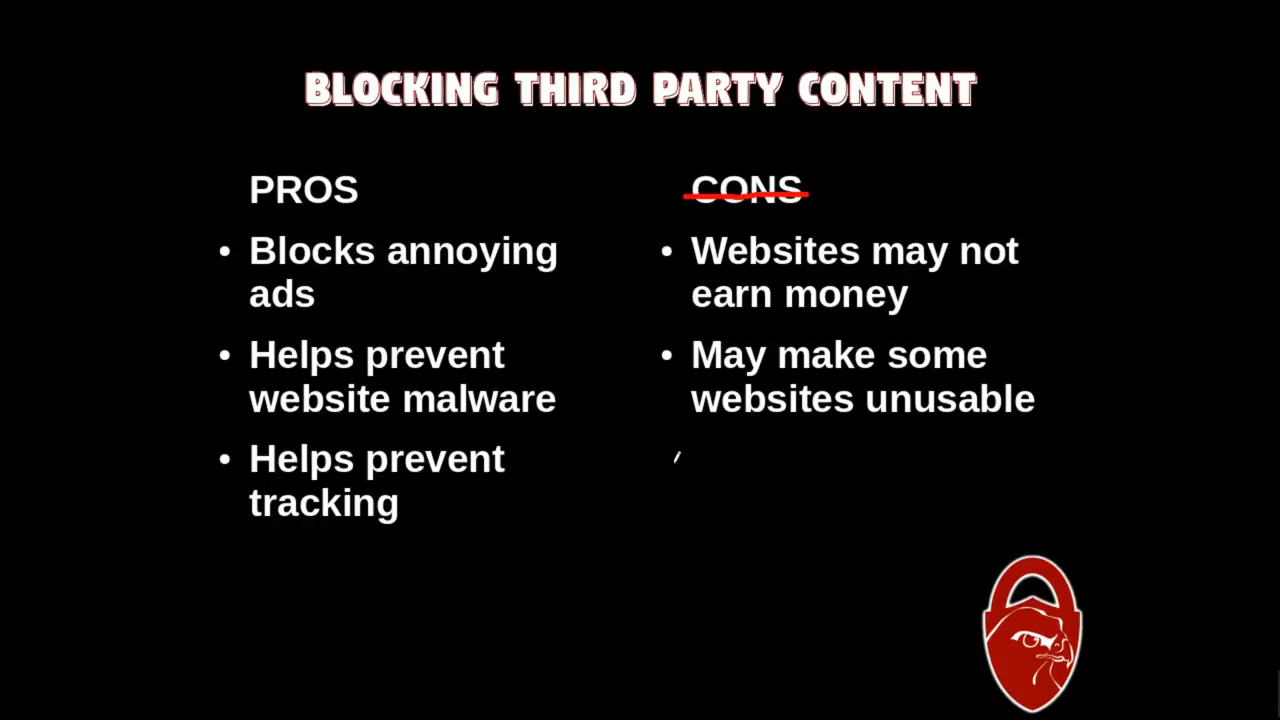 BLOCKING THIRD PARTY CONTENT
PROS
• Blocks annoying
ads
• Helps prevent
website malware
• Helps prevent
tracking
CONS
• Websites may not
earn money
• May make some
websites unusable